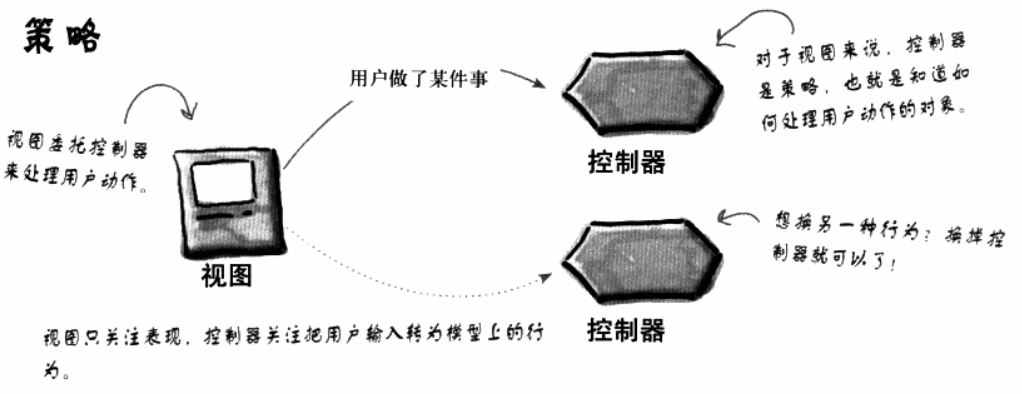 策略
用户做了某件事
对于视图来说，控制器
是策略，也就是知道如
何处理用户动作的对象。
视图委托控制器
来处理用户动作。
控制器
视图
想换另一种行为？换掉控
制器就可以了！
控制器
视图只关注表现，控制器关注把用户输入转为模型上的行
为。